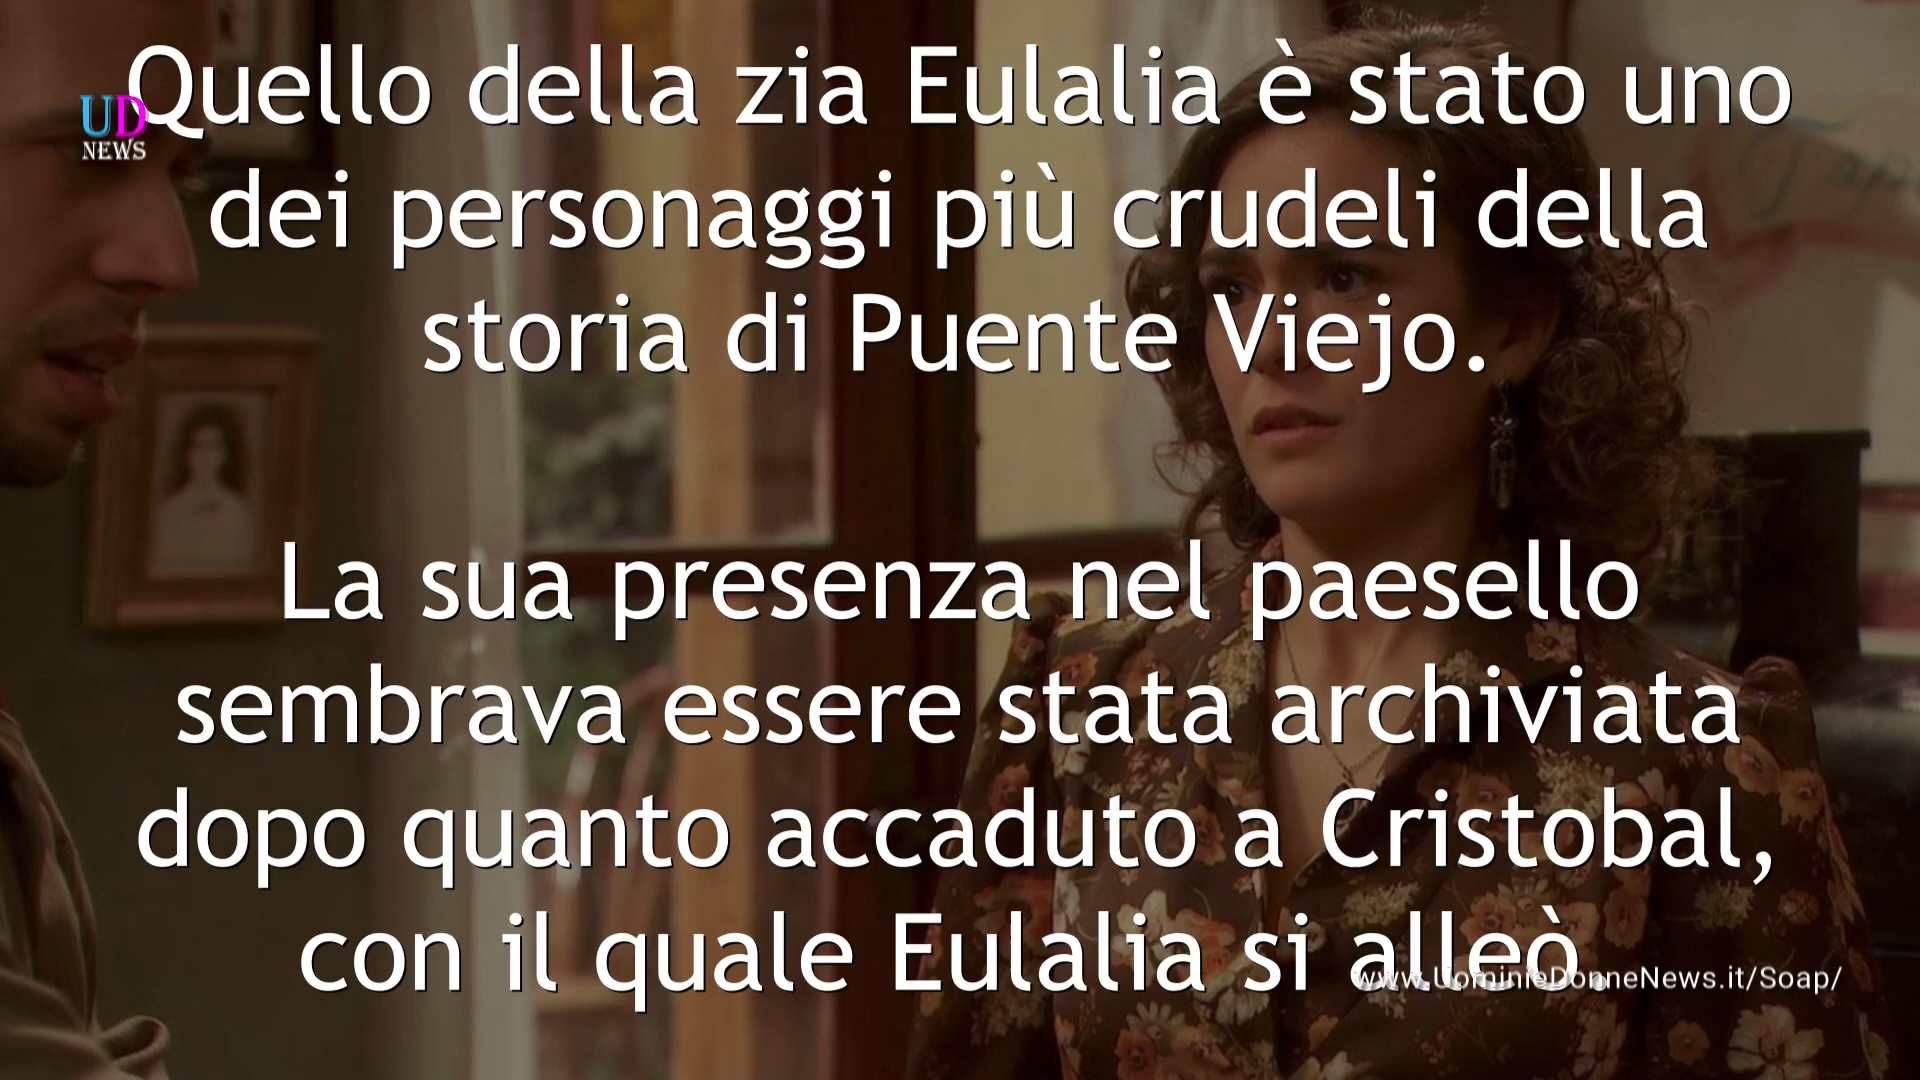 Quello della zia Eulalia è stato uno
dei personaggi più crudeli della
storia di Puente Viejo.
La sua presenza nel paesello
sembrava essere stata archiviata
dopo quanto accaduto a Cristobal,
con il quale Eulalia si alleò.
UD
NEWS
www.UominieDonneNews.it/Soap/